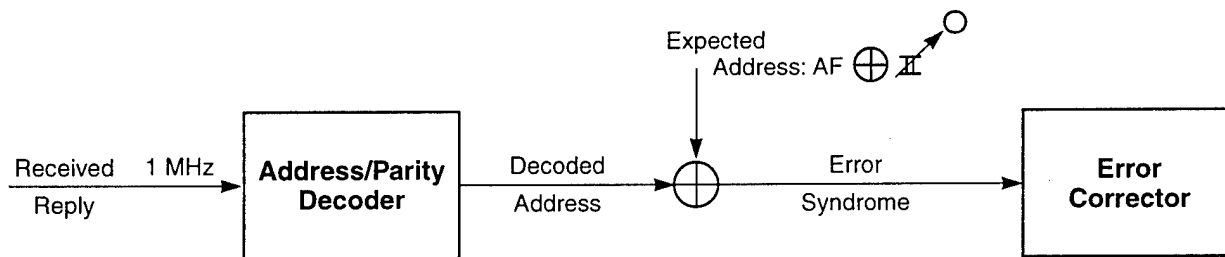 Expected
Address: AF ⊕ II
Received 1 MHz
Reply
Address/Parity
Decoder
Decoded
Address
Error
Syndrome
Error
Corrector